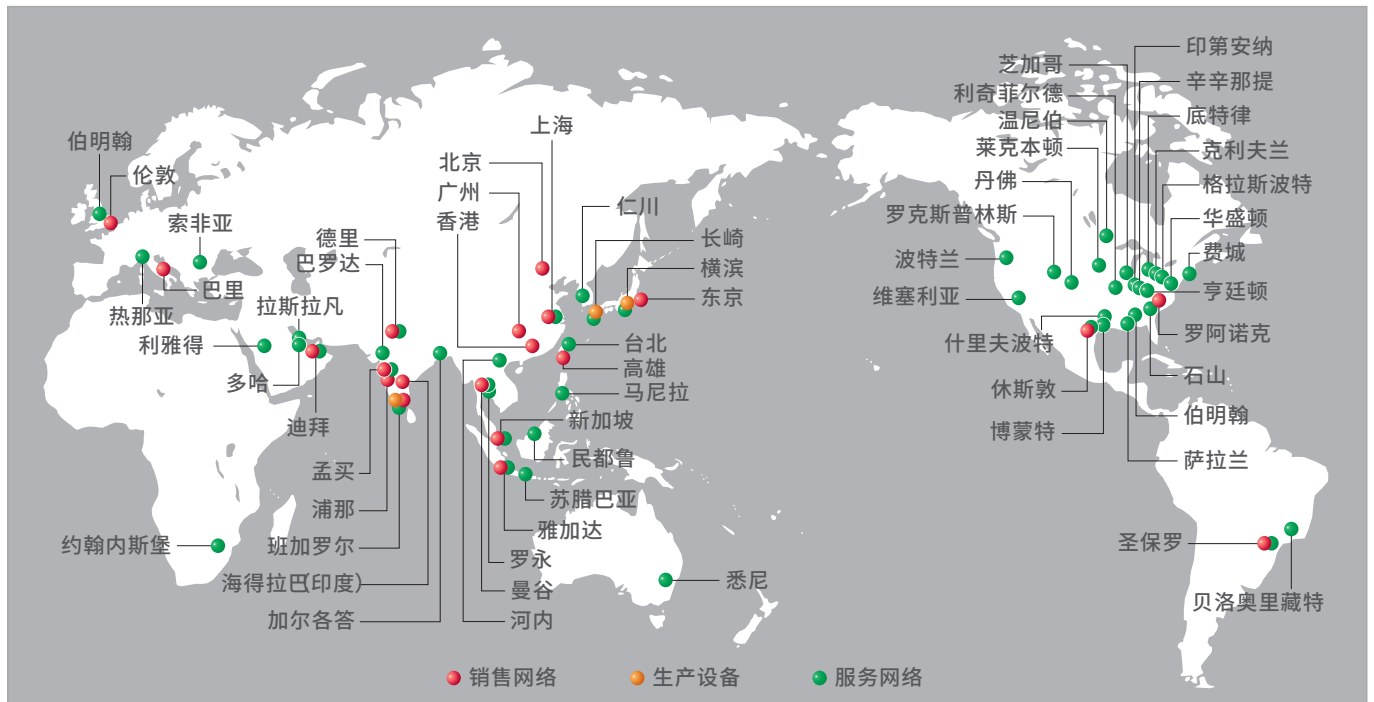 伯明翰
伦敦
索非亚
热那亚
巴里
拉斯拉凡
利雅得
多哈
迪拜
约翰内斯堡
德里
巴罗达
孟买
浦那
班加罗尔
海得拉巴(印度)
加尔各答
上海
北京
广州
香港
仁川
长崎
横滨
东京
台北
高雄
马尼拉
新加坡
民都鲁
苏腊巴亚
雅加达
罗永
曼谷
河内
悉尼
芝加哥
利奇菲尔德
温尼伯
莱克本顿
丹佛
罗克斯普林斯
波特兰
维塞利亚
什里夫波特
休斯敦
博蒙特
印第安纳
辛辛那提
底特律
克利夫兰
格拉斯波特
华盛顿
费城
亨廷顿
罗阿诺克
石山
伯明翰
萨拉兰
圣保罗
贝洛奥里藏特
销售网络
生产设备
服务网络